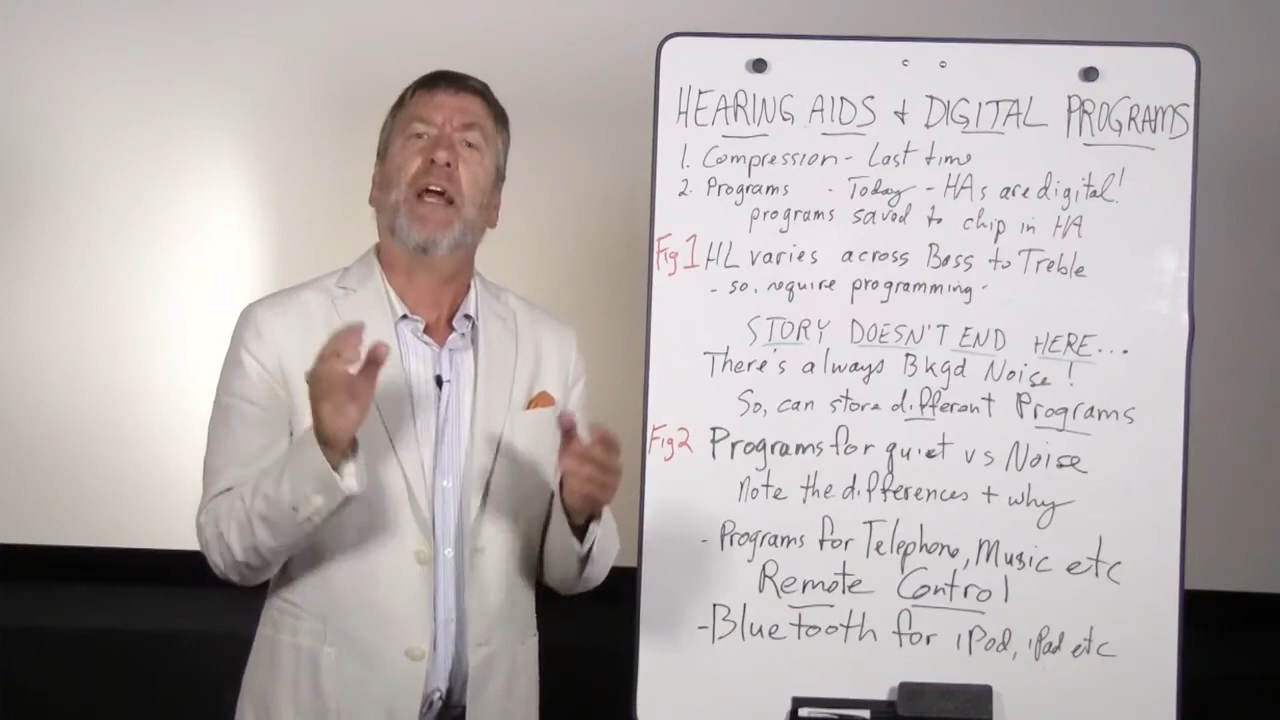 HEARING AIDS + DIGITAL PROGRAMS
1. Compression - Last time
2. Programs - Today - HAs are digital!
programs saved to chip in HA
Fig 1 HL varies across Bass to Treble
- so, require programming -
STORY DOESN'T END HERE...
There's always Bkgd Noise!
So, can store different Programs
Fig 2 Programs for quiet vs Noise
Note the differences + why
- Programs for Telephone, Music etc
Remote Control
- Bluetooth for iPod, iPad etc